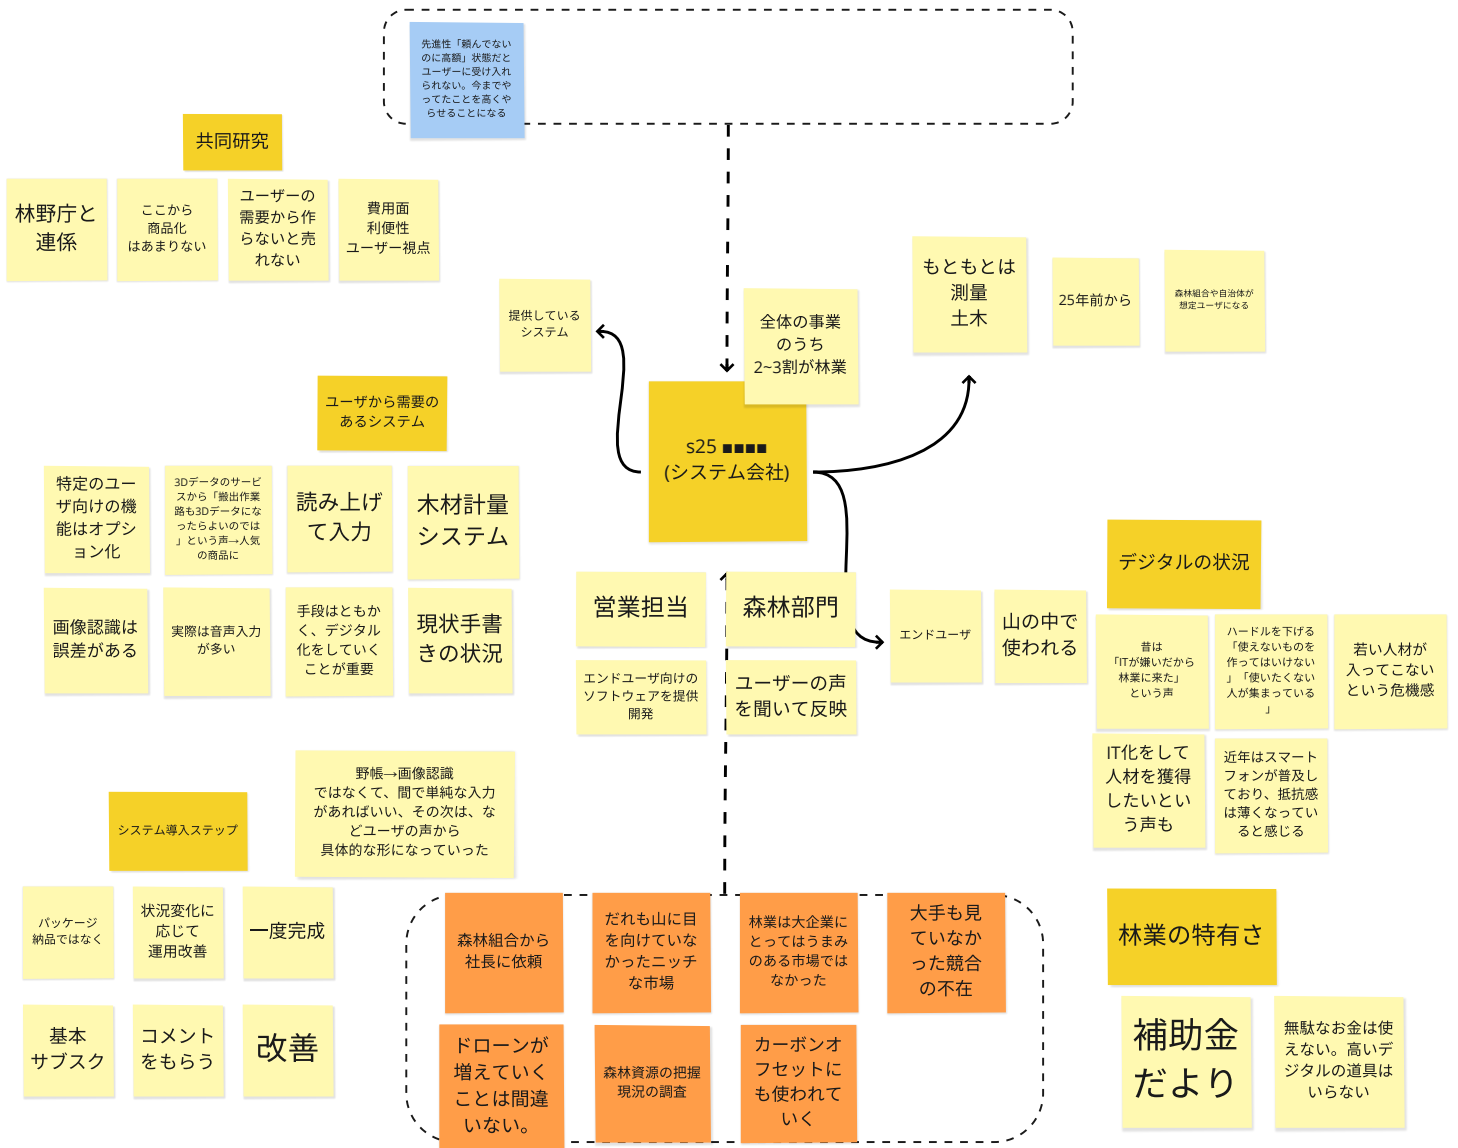 先進性「頼んでない
のに高額」状態だと
ユーザーに受け入れ
られない。今までや
ってたことを高くや
らせることになる
共同研究
林野庁と
連係
ここから
商品化
はあまりない
ユーザーの
需要から作
らないと売
れない
費用面
利便性
ユーザー視点
提供している
システム
全体の事業
のうち
2~3割が林業
もともとは
測量
土木
25年前から
森林組合や自治体が
想定ユーザになる
s25 ■■■■
(システム会社)
ユーザから需要の
あるシステム
特定のユー
ザ向けの機
能はオプシ
ョン化
3Dデータのサービ
スから「搬出作業
路も3Dデータにな
ったらよいのでは
」という声→人気
の商品に
読み上げ
て入力
木材計量
システム
画像認識は
誤差がある
実際は音声入力
が多い
手段はともか
く、デジタル
化をしていく
ことが重要
現状手書
きの状況
営業担当
森林部門
エンドユーザ向けの
ソフトウェアを提供
開発
ユーザーの声
を聞いて反映
エンドユーザ
山の中で
使われる
デジタルの状況
昔は
「ITが嫌いだから
林業に来た」
という声
ハードルを下げる
「使えないものを
作ってはいけない
」「使いたくない
人が集まっている
」
若い人材が
入ってこない
という危機感
IT化をして
人材を獲得
したいとい
う声も
近年はスマート
フォンが普及し
ており、抵抗感
は薄くなってい
ると感じる
システム導入ステップ
野帳→画像認識
ではなくて、間で単純な入力
があればいい、その次は、な
どユーザの声から
具体的な形になっていった
パッケージ
納品ではなく
状況変化に
応じて
運用改善
一度完成
基本
サブスク
コメント
をもらう
改善
森林組合から
社長に依頼
だれも山に目
を向けていな
かったニッチ
な市場
林業は大企業に
とってはうまみ
のある市場では
なかった
大手も見
ていなか
った競合
の不在
ドローンが
増えていく
ことは間違
いない。
森林資源の把握
現況の調査
カーボンオ
フセットに
も使われて
いく
林業の特有さ
補助金
だより
無駄なお金は使
えない。高いデ
ジタルの道具は
いらない